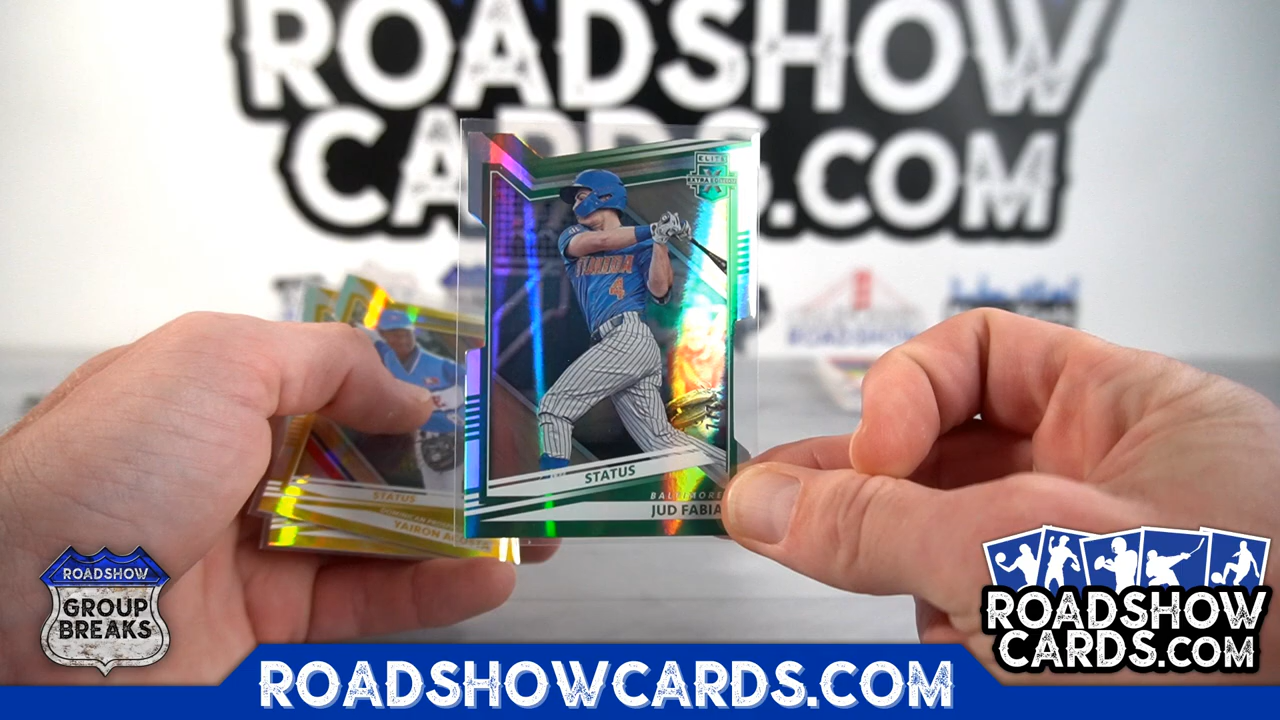 ROADSHOW
CARDS.COM
ELITE
EXTRA EDITION
FLORIDA
4
STATUS
BALTIMORE
JUD FABIA
STATUS
YAIRON ACOSTA
ROADSHOW
GROUP
BREAKS
ROADSHOW
CARDS.COM
ROADSHOWCARDS.COM